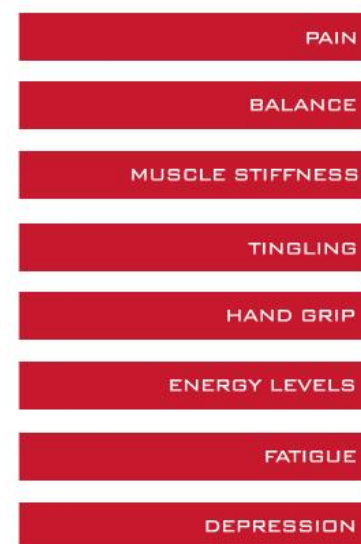 PAIN
BALANCE
MUSCLE STIFFNESS
TINGLING
HAND GRIP
ENERGY LEVELS
FATIGUE
DEPRESSION